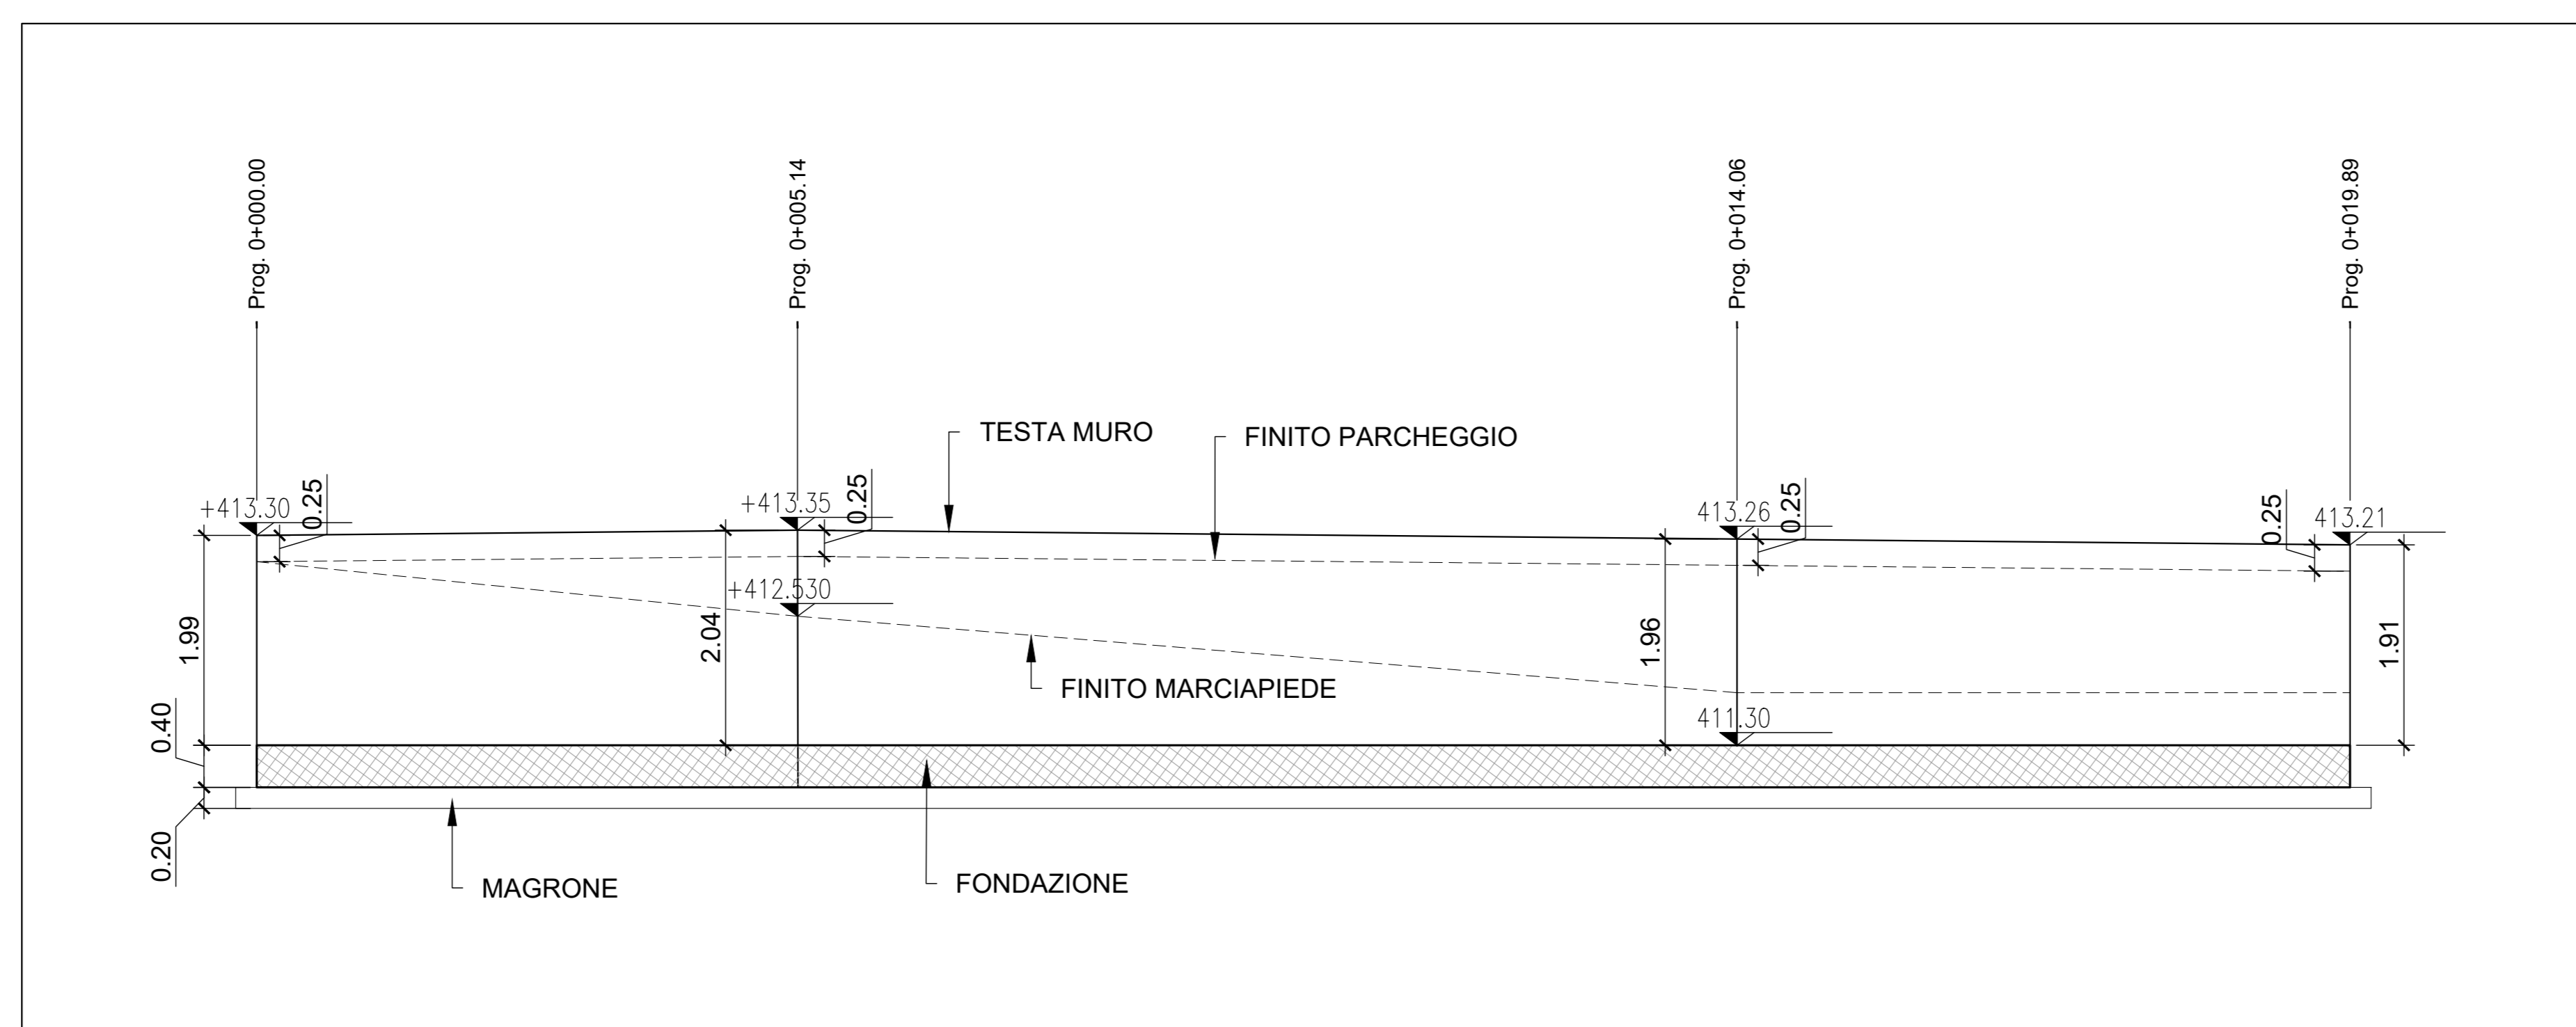 Prog. 0+000.00
Prog. 0+005.14
Prog. 0+014.06
Prog. 0+019.89
TESTA MURO
FINITO PARCHEGGIO
+413.30
0.25
+413.35
0.25
413.26
0.25
0.25
413.21
+412.530
1.99
2.04
1.96
1.91
FINITO MARCIAPIEDE
411.30
0.40
0.20
MAGRONE
FONDAZIONE